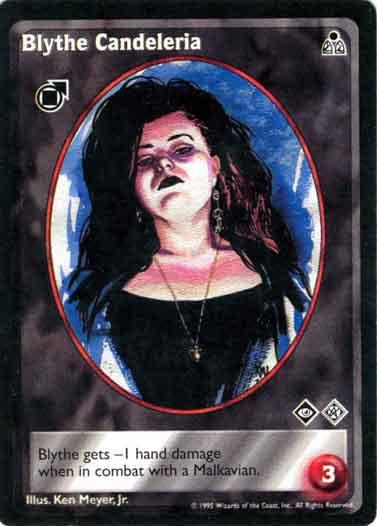 Blythe Candeleria
Blythe gets –1 hand damage
when in combat with a Malkavian.
3
Illus. Ken Meyer, Jr.
© 1995 Wizards of the Coast, Inc. All Rights Reserved.